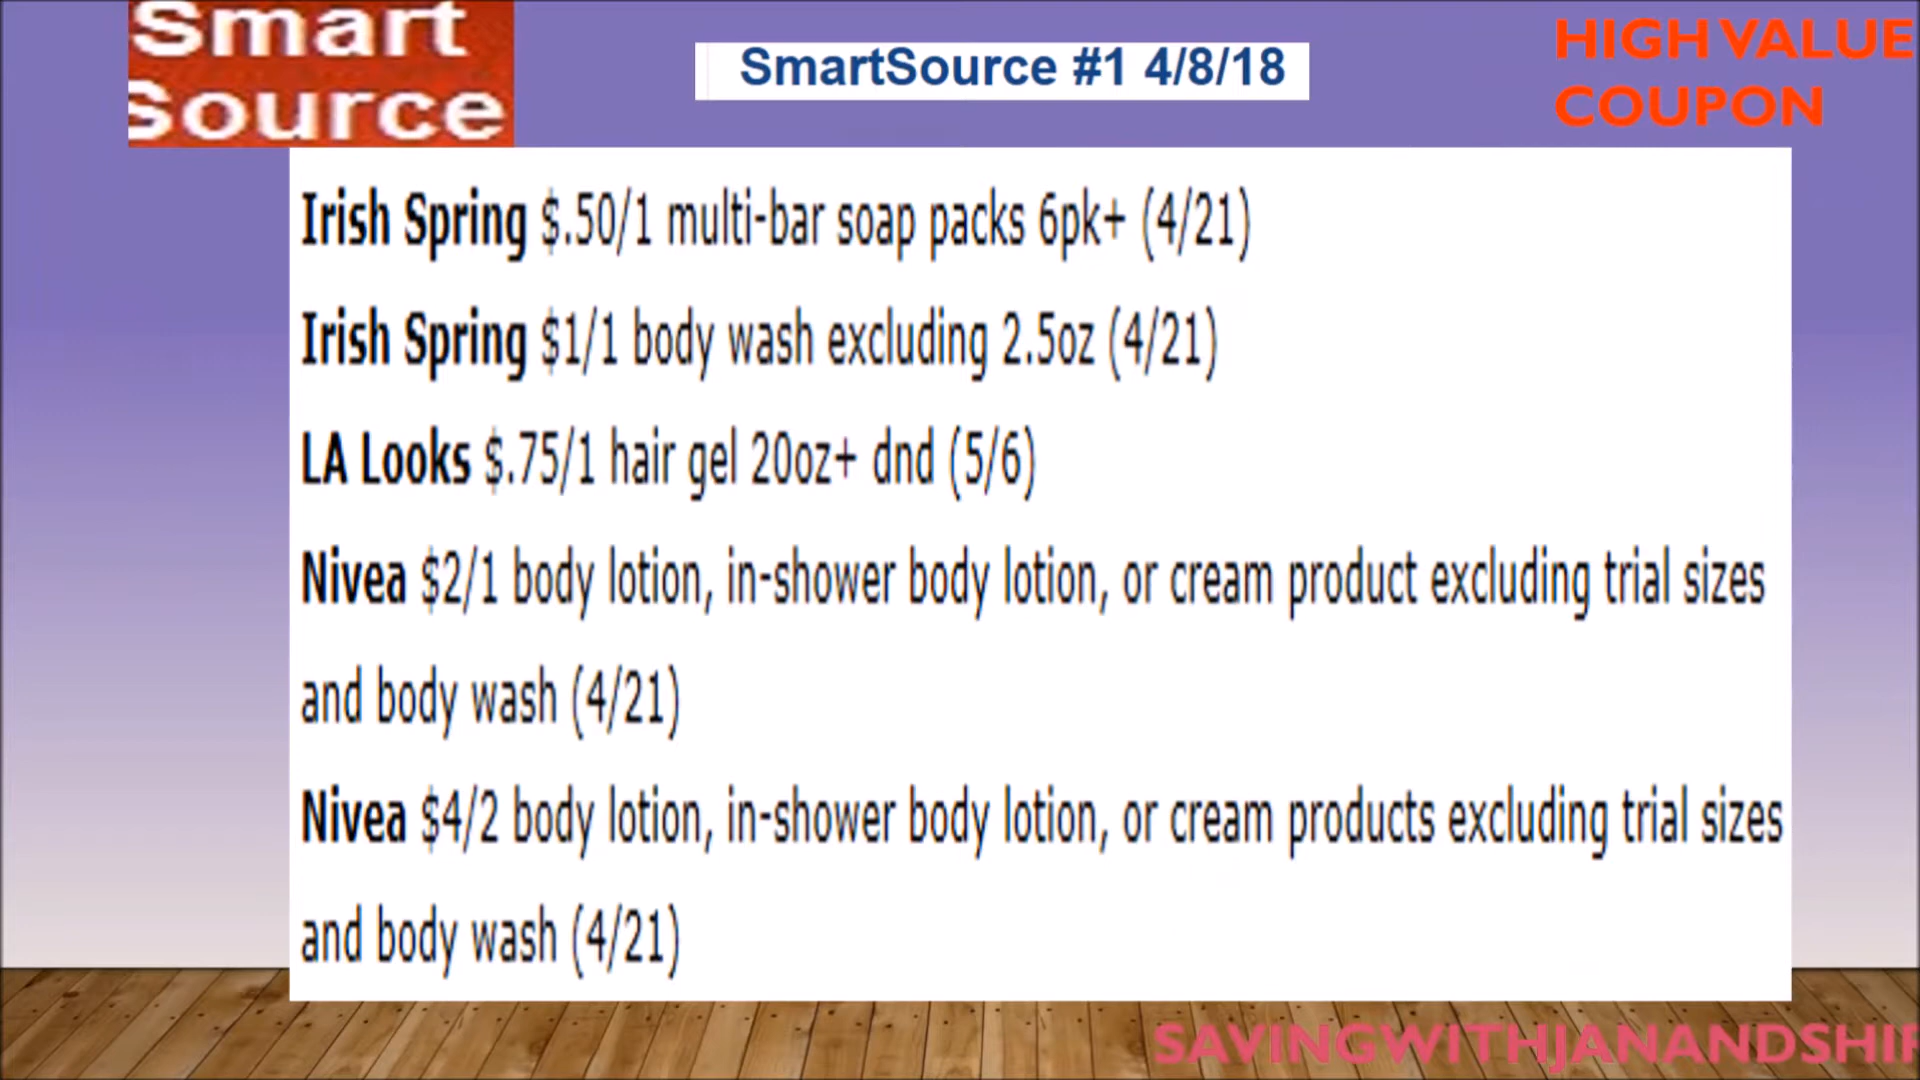 Smart
Source
SmartSource #1 4/8/18
HIGH VALUE
COUPON
Irish Spring $.50/1 multi-bar soap packs 6pk+ (4/21)
Irish Spring $1/1 body wash excluding 2.5oz (4/21)
LA Looks $.75/1 hair gel 20oz+ dnd (5/6)
Nivea $2/1 body lotion, in-shower body lotion, or cream product excluding trial sizes
and body wash (4/21)
Nivea $4/2 body lotion, in-shower body lotion, or cream products excluding trial sizes
and body wash (4/21)
SAVINGWITHJANANDSHI